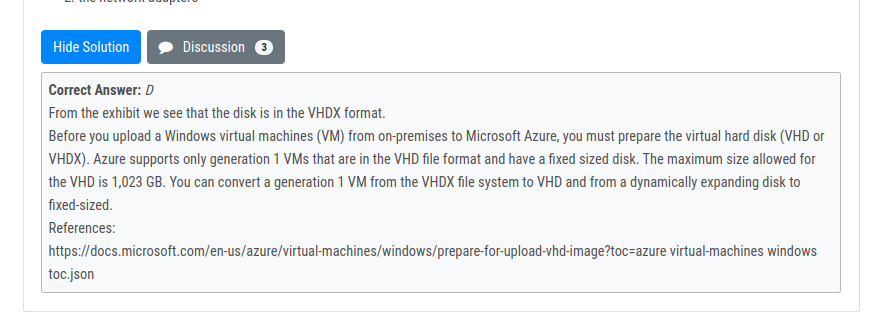 2. the network adapters
Hide Solution
Discussion 3
Correct Answer: D
From the exhibit we see that the disk is in the VHDX format.
Before you upload a Windows virtual machines (VM) from on-premises to Microsoft Azure, you must prepare the virtual hard disk (VHD or
VHDX). Azure supports only generation 1 VMs that are in the VHD file format and have a fixed sized disk. The maximum size allowed for
the VHD is 1,023 GB. You can convert a generation 1 VM from the VHDX file system to VHD and from a dynamically expanding disk to
fixed-sized.
References:
https://docs.microsoft.com/en-us/azure/virtual-machines/windows/prepare-for-upload-vhd-image?toc=azure virtual-machines windows
toc.json